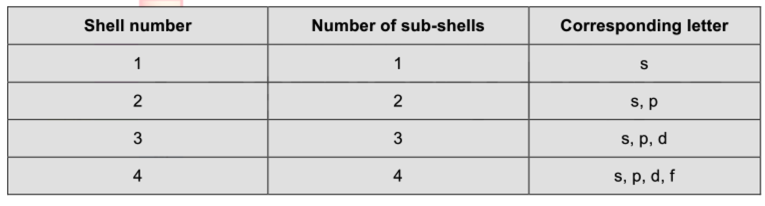 Shell number Number of sub-shells Corresponding letter
1 1 s
2 2 s, p
3 3 s, p, d
4 4 s, p, d, f